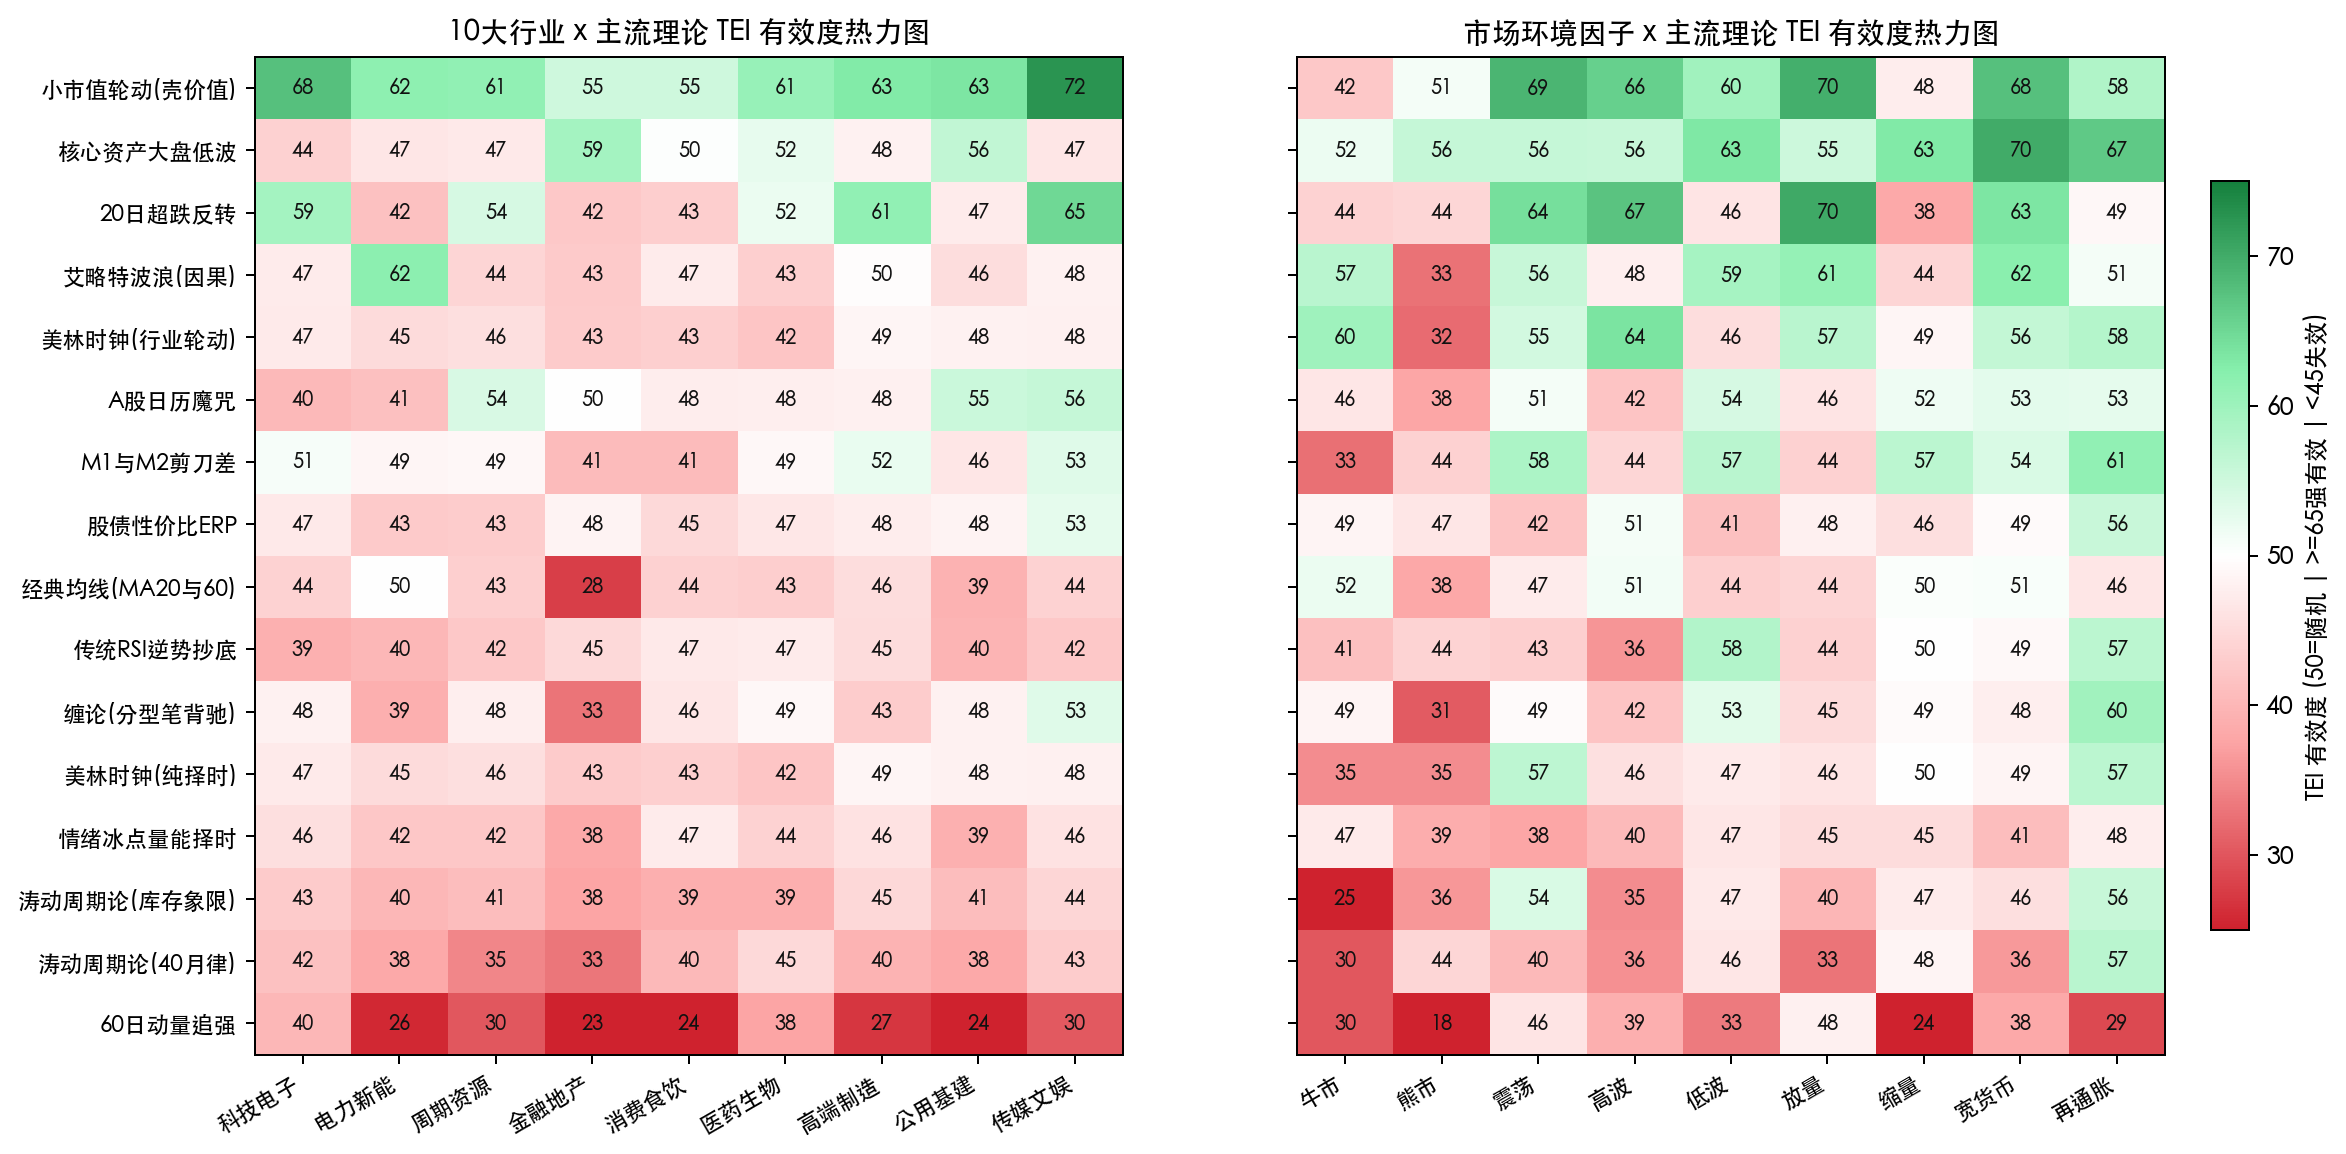 10大行业 x 主流理论 TEI 有效度热力图
小市值轮动(壳价值) 68 62 61 55 55 61 63 63 72
核心资产大盘低波 44 47 47 59 50 52 48 56 47
20日超跌反转 59 42 54 42 43 52 61 47 65
艾略特波浪(因果) 47 62 44 43 47 43 50 46 48
美林时钟(行业轮动) 47 45 46 43 43 42 49 48 48
A股日历魔咒 40 41 54 50 48 48 48 55 56
M1与M2剪刀差 51 49 49 41 41 49 52 46 53
股债性价比ERP 47 43 43 48 45 47 48 48 53
经典均线(MA20与60) 44 50 43 28 44 43 46 39 44
传统RSI逆势抄底 39 40 42 45 47 47 45 40 42
缠论(分型笔背驰) 48 39 48 33 46 49 43 48 53
美林时钟(纯择时) 47 45 46 43 43 42 49 48 48
情绪冰点量能择时 46 42 42 38 47 44 46 39 46
涛动周期论(库存象限) 43 40 41 38 39 39 45 41 44
涛动周期论(40月律) 42 38 35 33 40 45 40 38 43
60日动量追强 40 26 30 23 24 38 27 24 30
科技电子 电力新能 周期资源 金融地产 消费食饮 医药生物 高端制造 公用基建 传媒文娱
市场环境因子 x 主流理论 TEI 有效度热力图
42 51 69 66 60 70 48 68 58
52 56 56 56 63 55 63 70 67
44 44 64 67 46 70 38 63 49
57 33 56 48 59 61 44 62 51
60 32 55 64 46 57 49 56 58
46 38 51 42 54 46 52 53 53
33 44 58 44 57 44 57 54 61
49 47 42 51 41 48 46 49 56
52 38 47 51 44 44 50 51 46
41 44 43 36 58 44 50 49 57
49 31 49 42 53 45 49 48 60
35 35 57 46 47 46 50 49 57
47 39 38 40 47 45 45 41 48
25 36 54 35 47 40 47 46 56
30 44 40 36 46 33 48 36 57
30 18 46 39 33 48 24 38 29
牛市 熊市 震荡 高波 低波 放量 缩量 宽货币 再通胀
70
60
50
40
30
TEI 有效度 (50=随机 | >=65强有效 | <45失效)